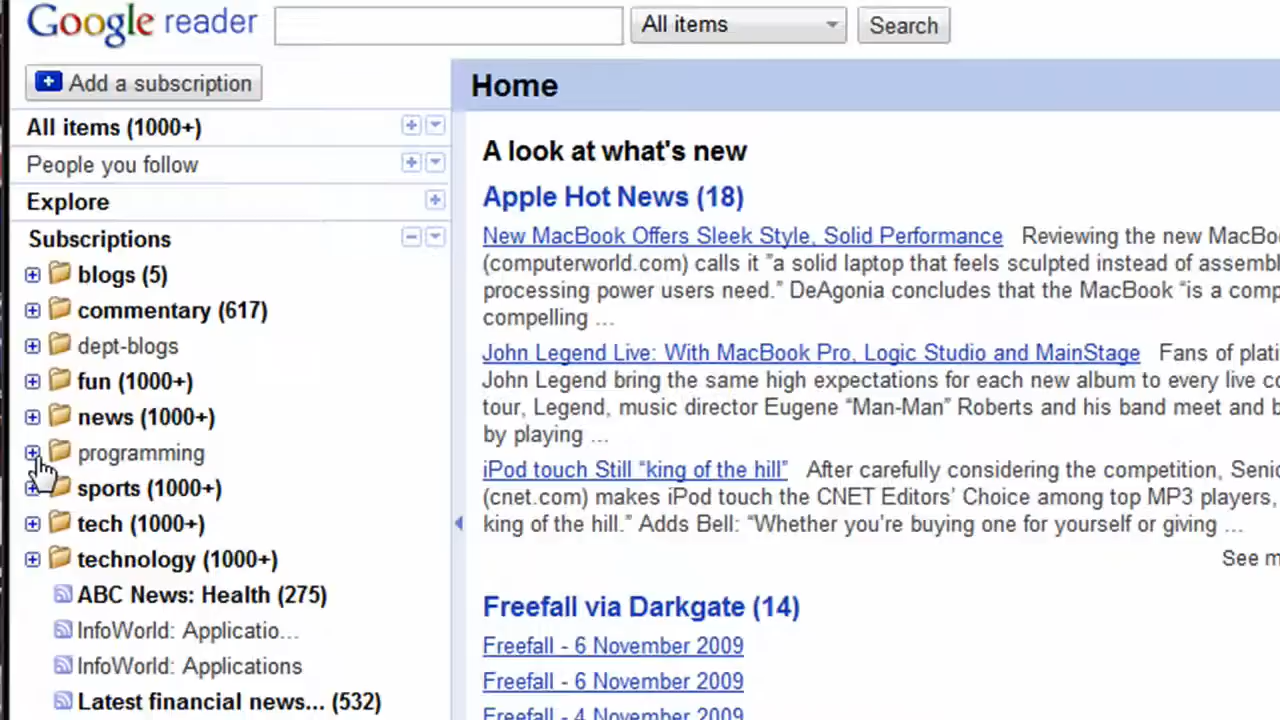 Google reader
All items
Search
Add a subscription
All items (1000+)
People you follow
Explore
Subscriptions
blogs (5)
commentary (617)
dept-blogs
fun (1000+)
news (1000+)
programming
sports (1000+)
tech (1000+)
technology (1000+)
ABC News: Health (275)
InfoWorld: Applicatio...
InfoWorld: Applications
Latest financial news... (532)
Home
A look at what's new
Apple Hot News (18)
New MacBook Offers Sleek Style, Solid Performance Reviewing the new MacBo
(computerworld.com) calls it "a solid laptop that feels sculpted instead of assembl
processing power users need.” DeAgonia concludes that the MacBook “is a comp
compelling ...
John Legend Live: With MacBook Pro, Logic Studio and MainStage Fans of plati
John Legend bring the same high expectations for each new album to every live co
tour, Legend, music director Eugene “Man-Man” Roberts and his band meet and b
by playing ...
iPod touch Still “king of the hill” After carefully considering the competition, Senio
(cnet.com) makes iPod touch the CNET Editors’ Choice among top MP3 players,
king of the hill.” Adds Bell: “Whether you’re buying one for yourself or giving ...
See m
Freefall via Darkgate (14)
Freefall - 6 November 2009
Freefall - 6 November 2009
Freefall - 4 November 2009